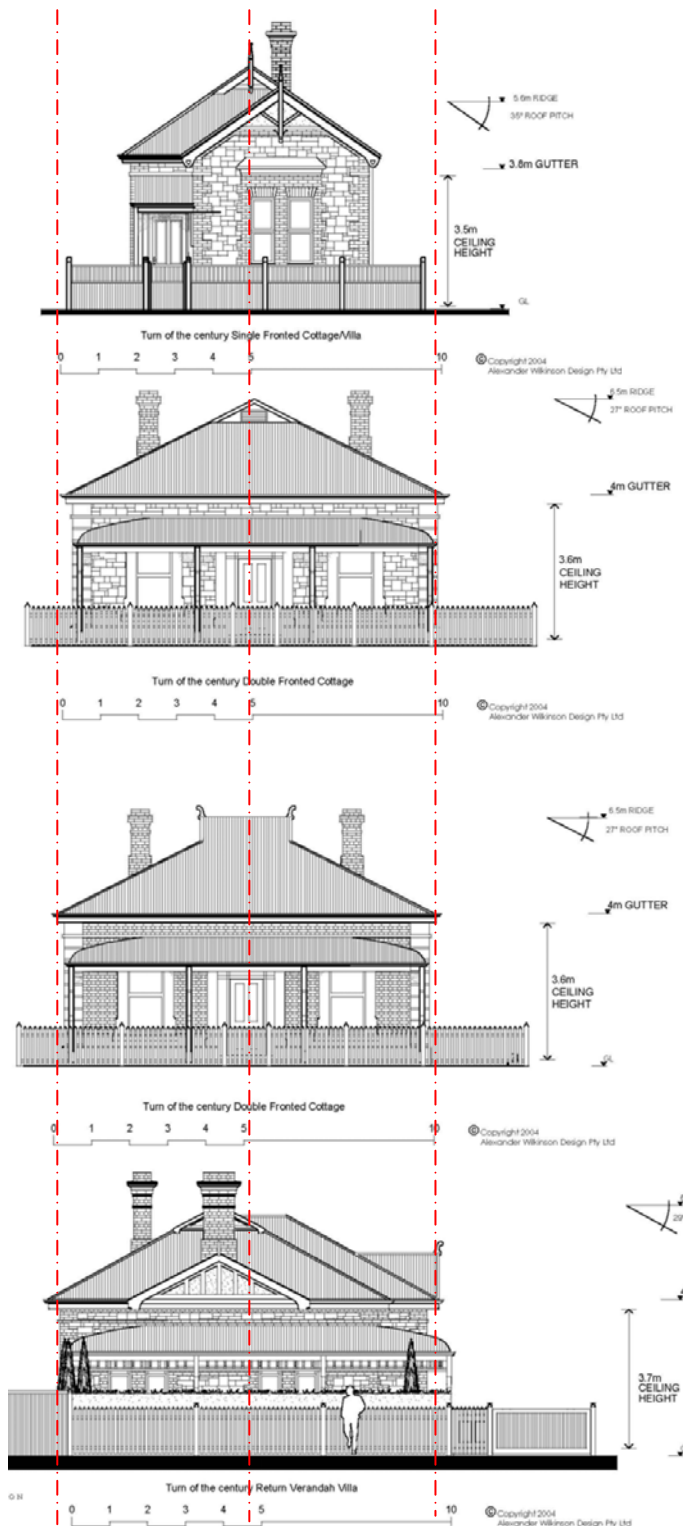 5.6m RIDGE
35° ROOF PITCH
3.8m GUTTER
3.5m
CEILING
HEIGHT
GL
Turn of the century Single Fronted Cottage/Villa
0 1 2 3 4 5 10
© Copyright 2004
Alexander Wilkinson Design Pty Ltd
6.5m RIDGE
27° ROOF PITCH
4m GUTTER
3.6m
CEILING
HEIGHT
Turn of the century Double Fronted Cottage
0 1 2 3 4 5 10
© Copyright 2004
Alexander Wilkinson Design Pty Ltd
6.5m RIDGE
27° ROOF PITCH
4m GUTTER
3.6m
CEILING
HEIGHT
GL
Turn of the century Double Fronted Cottage
0 1 2 3 4 5 10
© Copyright 2004
Alexander Wilkinson Design Pty Ltd
29°
4
3.7m
CEILING
HEIGHT
Turn of the century Return Verandah Villa
G N
0 1 2 3 4 5 10
© Copyright 2004
Alexander Wilkinson Design Pty Ltd